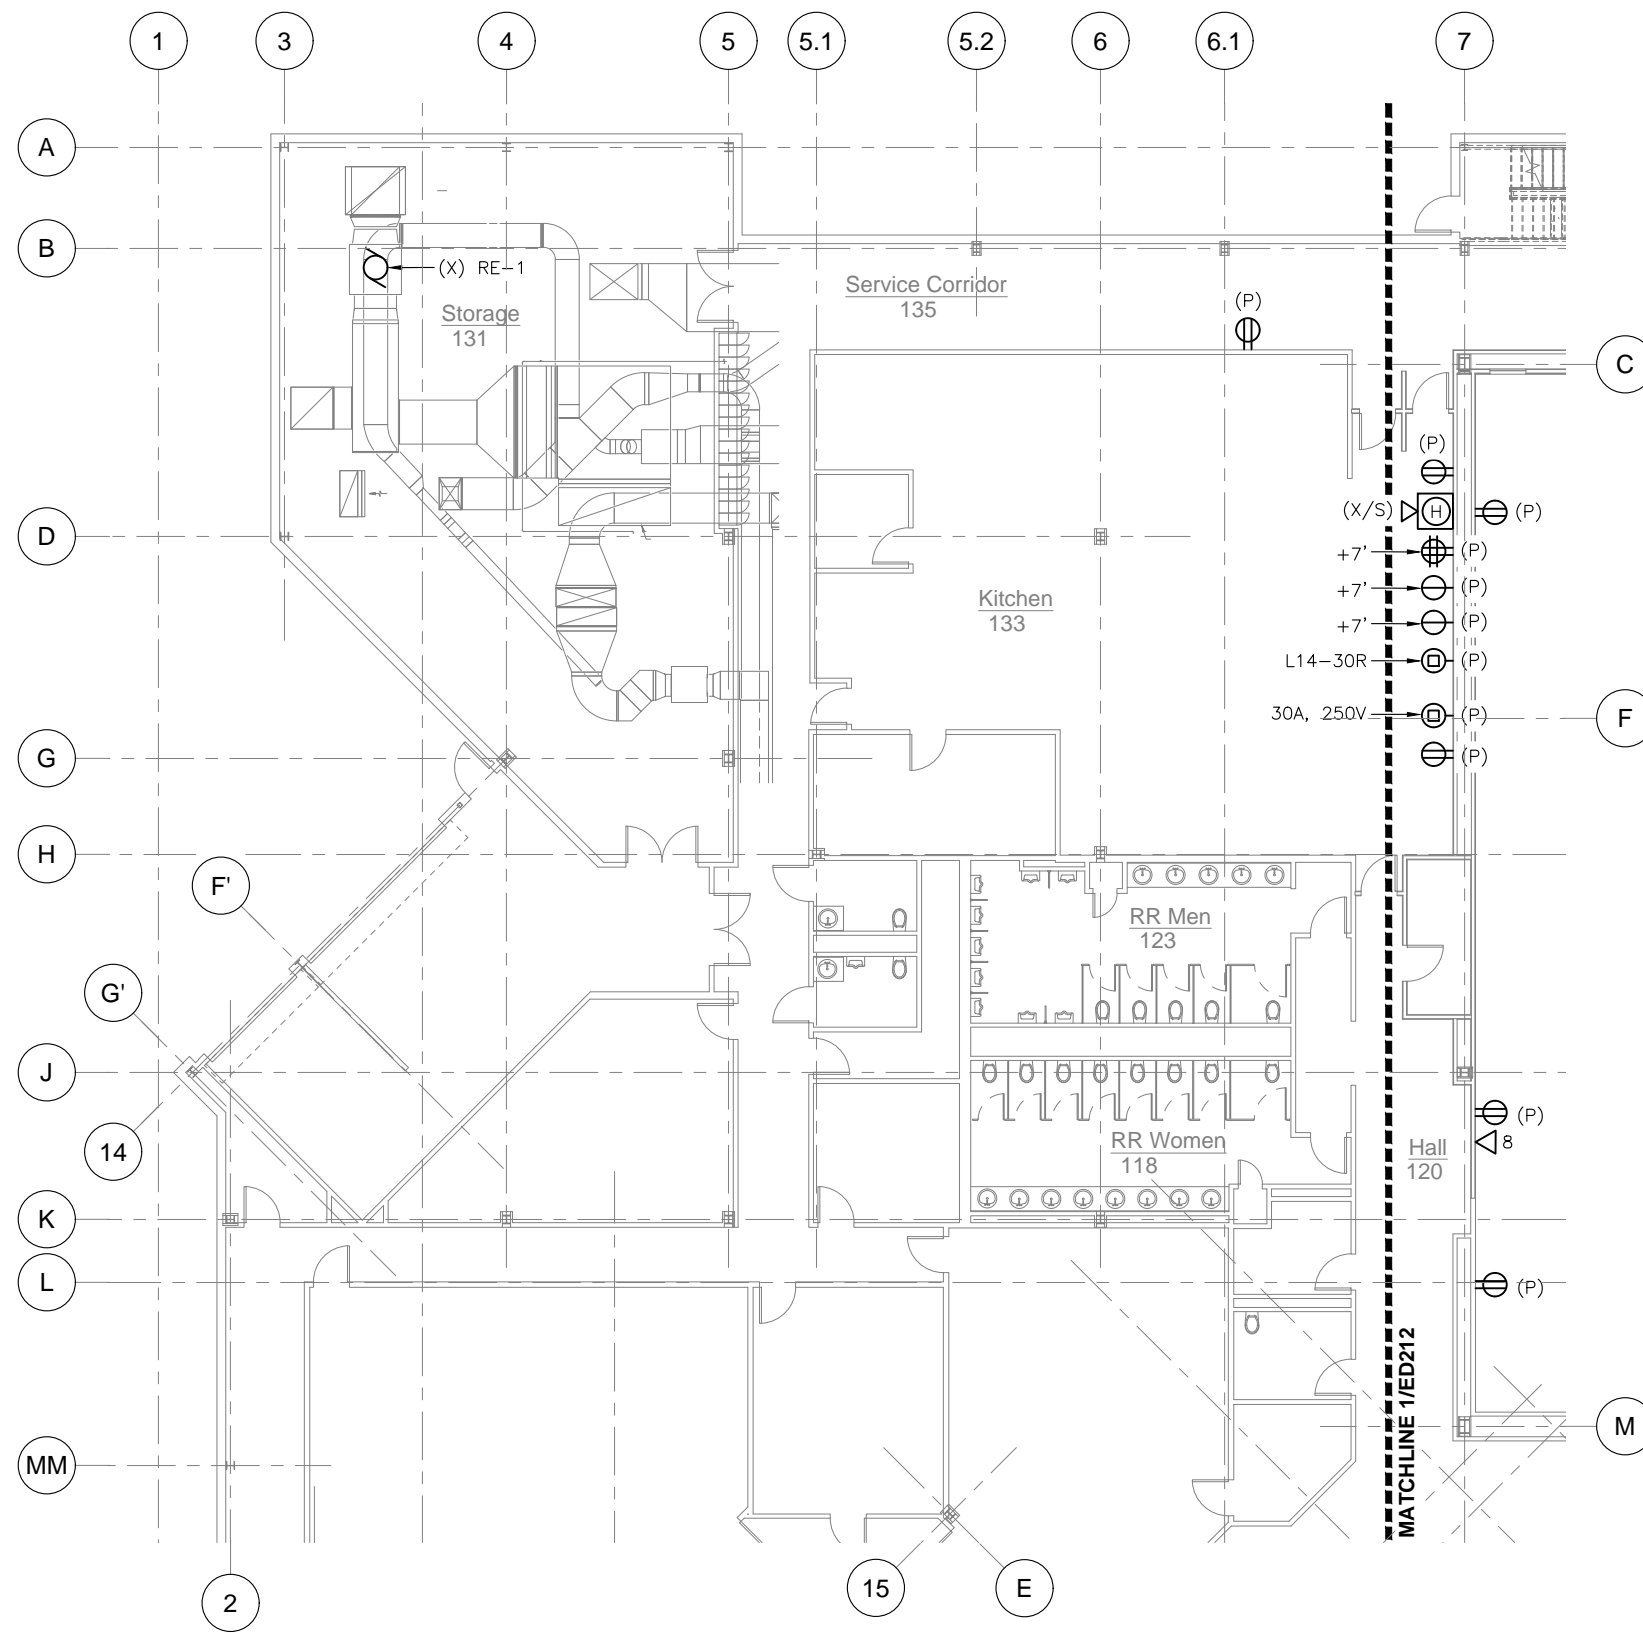 1
3
4
5
5.1
5.2
6
6.1
7
A
B
(X) RE-1
Storage
131
Service Corridor
135
(P)
C
(P)
(X/S)
H
(P)
D
+7'
(P)
Kitchen
133
+7'
(P)
+7'
(P)
L14-30R
(P)
30A, 250V
(P)
F
G
(P)
H
F'
RR Men
123
G'
J
14
(P)
RR Women
118
Hall
120
8
K
L
(P)
MATCHLINE 1/ED212
M
MM
2
15
E